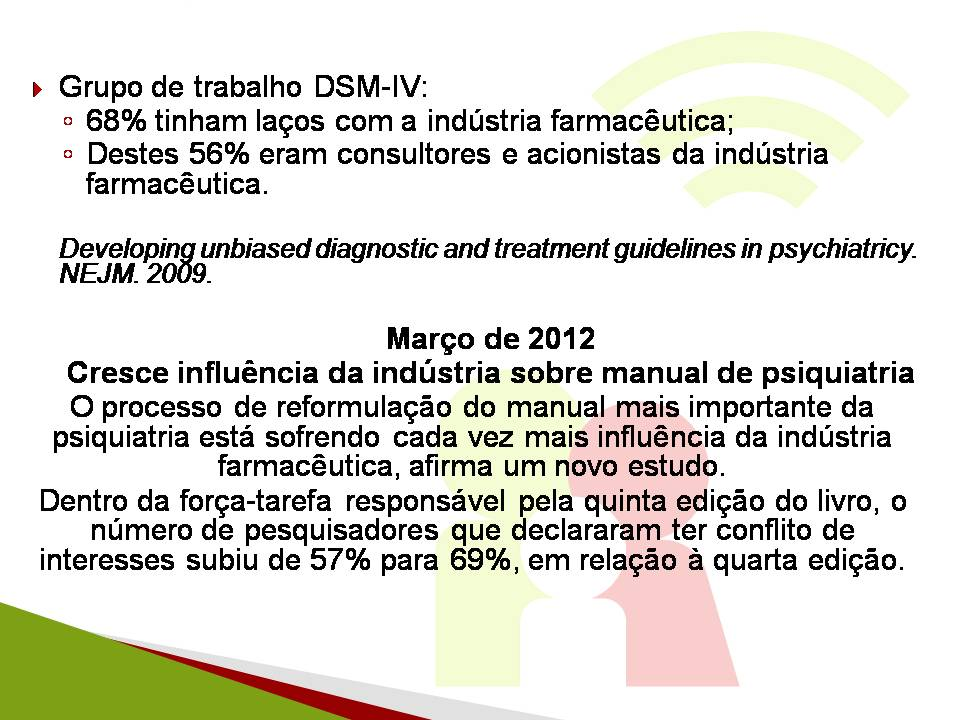 Grupo de trabalho DSM-IV:
68% tinham laços com a indústria farmacêutica;
Destes 56% eram consultores e acionistas da indústria
farmacêutica.
Developing unbiased diagnostic and treatment guidelines in psychiatricy.
NEJM. 2009.
Março de 2012
Cresce influência da indústria sobre manual de psiquiatria
O processo de reformulação do manual mais importante da
psiquiatria está sofrendo cada vez mais influência da indústria
farmacêutica, afirma um novo estudo.
Dentro da força-tarefa responsável pela quinta edição do livro, o
número de pesquisadores que declararam ter conflito de
interesses subiu de 57% para 69%, em relação à quarta edição.